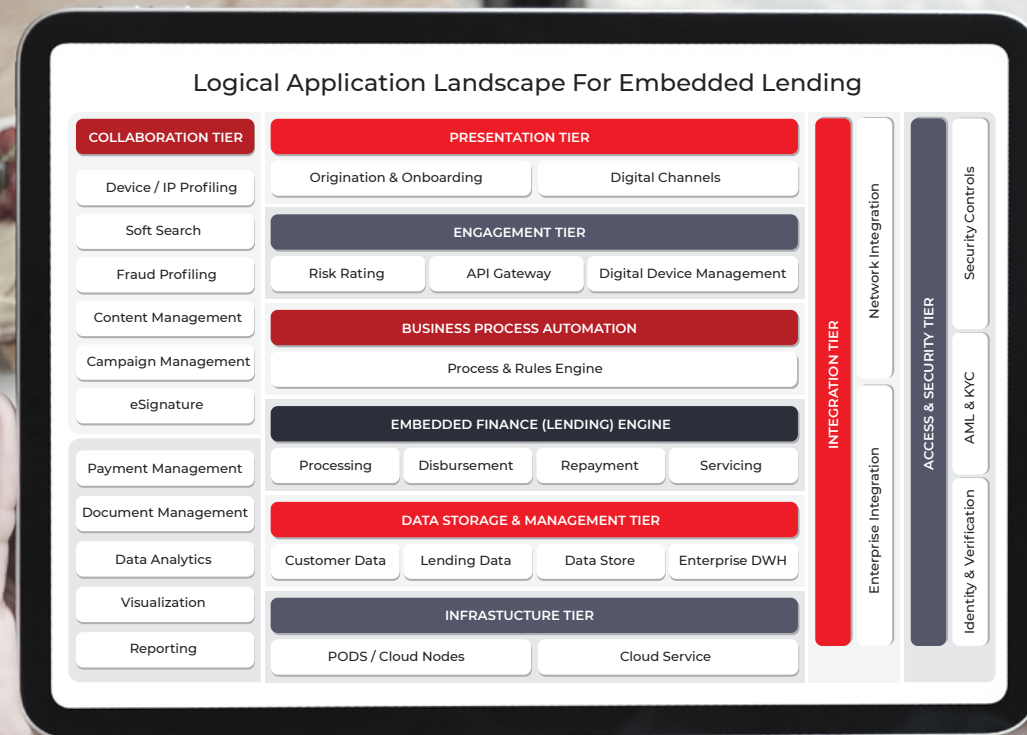 Logical Application Landscape For Embedded Lending
COLLABORATION TIER
Device / IP Profiling
Soft Search
Fraud Profiling
Content Management
Campaign Management
eSignature
Payment Management
Document Management
Data Analytics
Visualization
Reporting
PRESENTATION TIER
Origination & Onboarding
Digital Channels
ENGAGEMENT TIER
Risk Rating
API Gateway
Digital Device Management
BUSINESS PROCESS AUTOMATION
Process & Rules Engine
EMBEDDED FINANCE (LENDING) ENGINE
Processing
Disbursement
Repayment
Servicing
DATA STORAGE & MANAGEMENT TIER
Customer Data
Lending Data
Data Store
Enterprise DWH
INFRASTUCTURE TIER
PODS / Cloud Nodes
Cloud Service
INTEGRATION TIER
Network Integration
Enterprise Integration
ACCESS & SECURITY TIER
Security Controls
AML & KYC
Identity & Verification